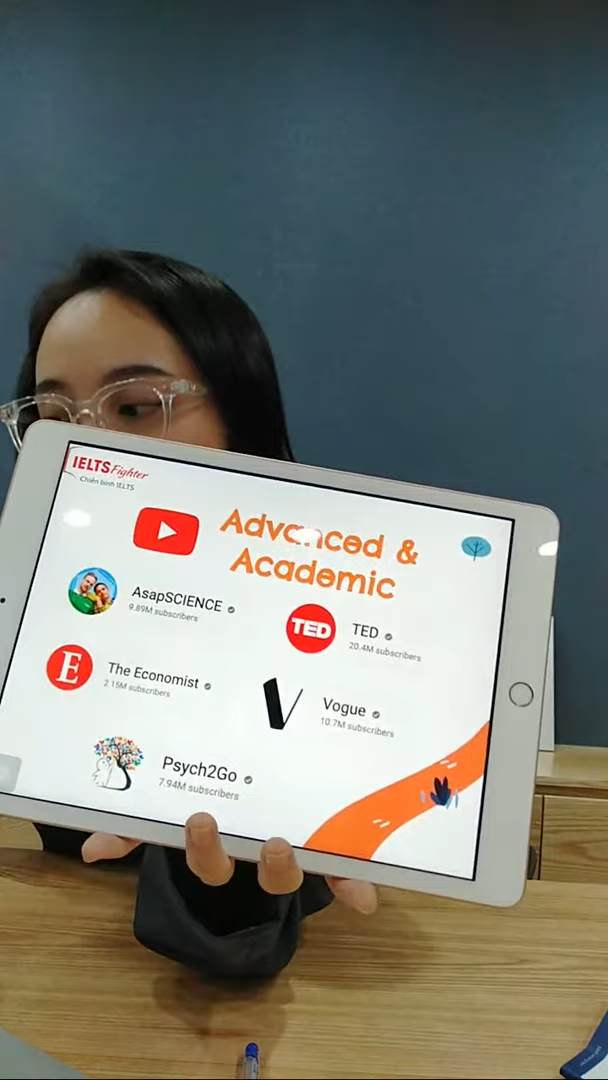 IELTS Fighter
Chiến binh IELTS
Advanced &
Academic
AsapSCIENCE
9.89M subscribers
TED
TED
20.4M subscribers
E
The Economist
2.15M subscribers
V
Vogue
10.7M subscribers
Psych2Go
7.94M subscribers